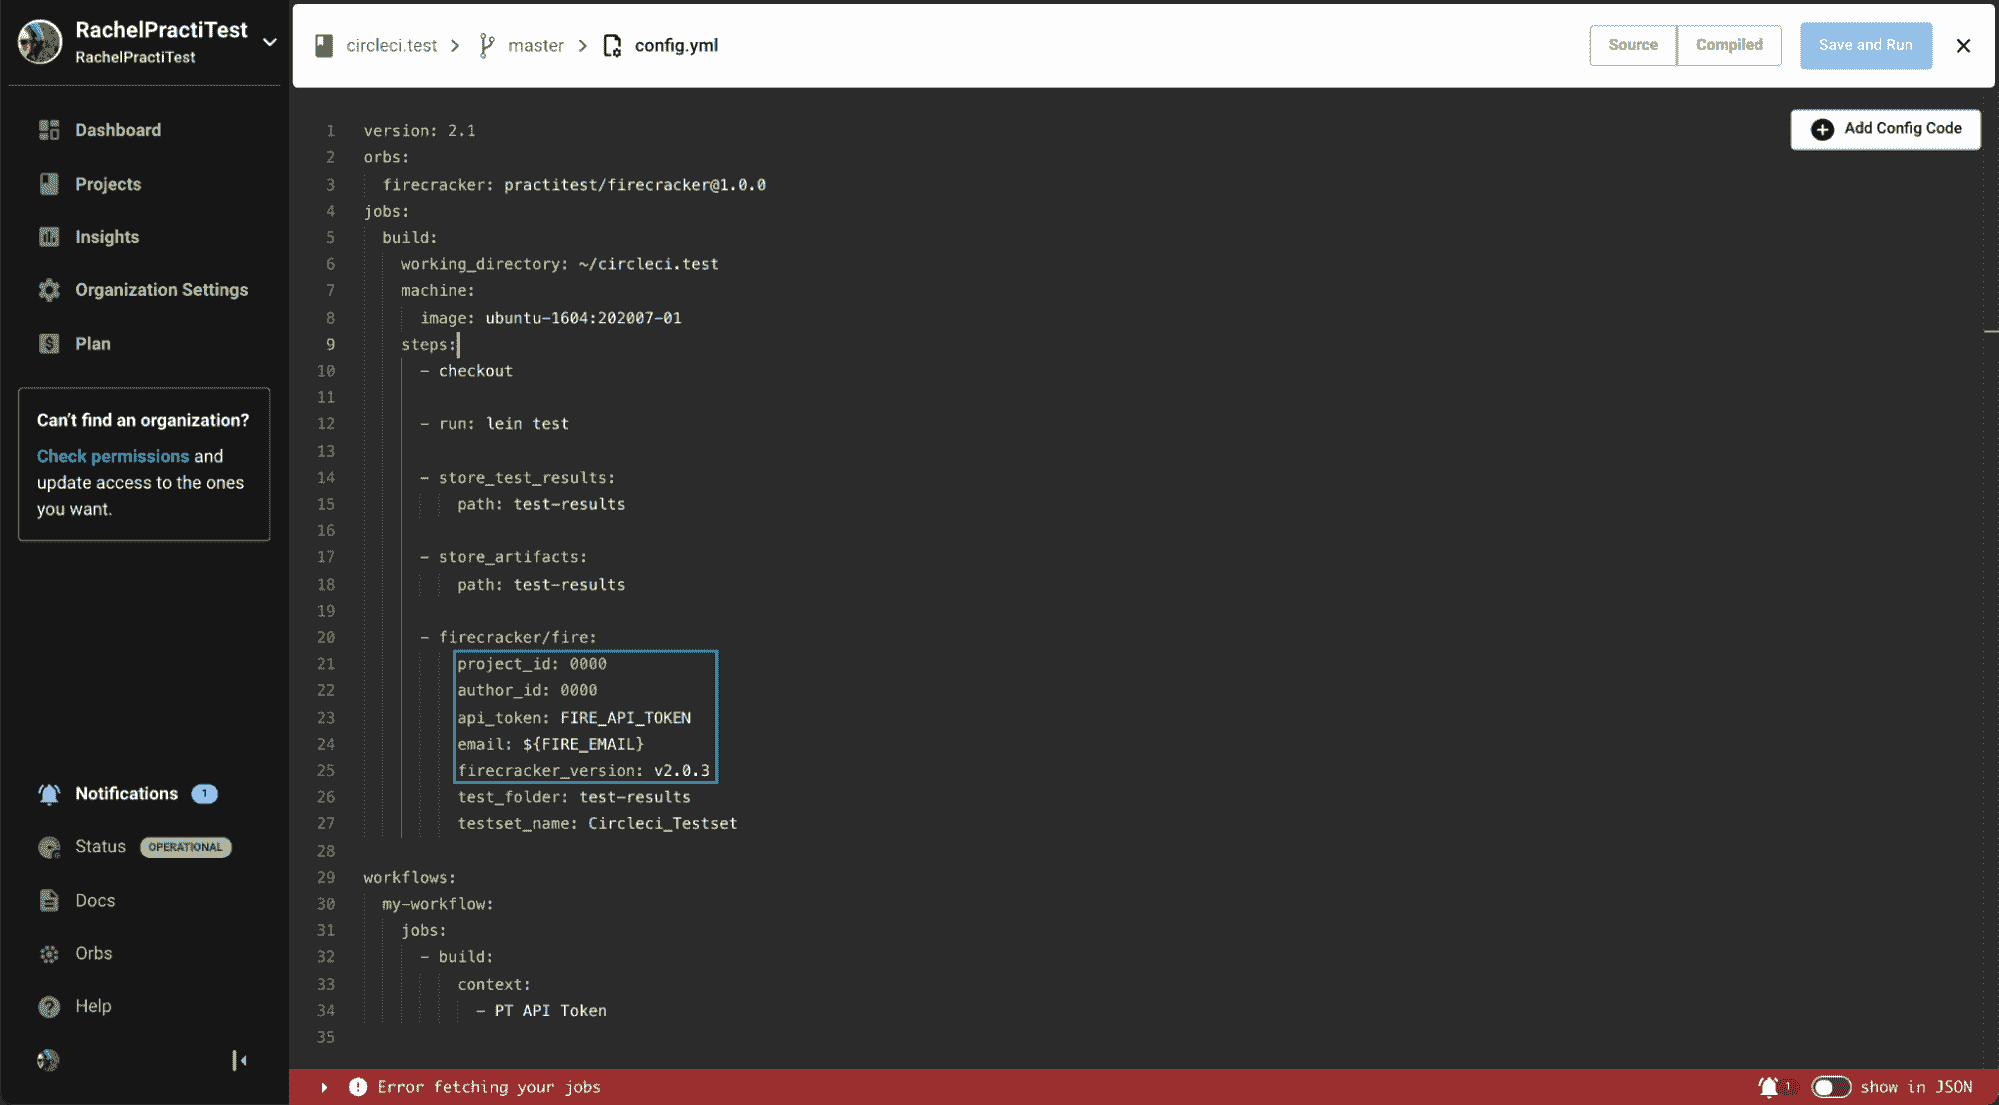 RachelPractiTest
RachelPractiTest
Dashboard
Projects
Insights
Organization Settings
Plan
Can't find an organization?
Check permissions and
update access to the ones
you want.
Notifications 1
Status OPERATIONAL
Docs
Orbs
Help
circleci.test > master > config.yml
Source Compiled Save and Run
Add Config Code
1 version: 2.1
2 orbs:
3 firecracker: practitest/firecracker@1.0.0
4 jobs:
5 build:
6 working_directory: ~/circleci.test
7 machine:
8 image: ubuntu-1604:202007-01
9 steps:
10 - checkout
11
12 - run: lein test
13
14 - store_test_results:
15 path: test-results
16
17 - store_artifacts:
18 path: test-results
19
20 - firecracker/fire:
21 project_id: 0000
22 author_id: 0000
23 api_token: FIRE_API_TOKEN
24 email: ${FIRE_EMAIL}
25 firecracker_version: v2.0.3
26 test_folder: test-results
27 testset_name: Circleci_Testset
28
29 workflows:
30 my-workflow:
31 jobs:
32 - build:
33 context:
34 - PT API Token
35
Error fetching your jobs
1 show in JSON